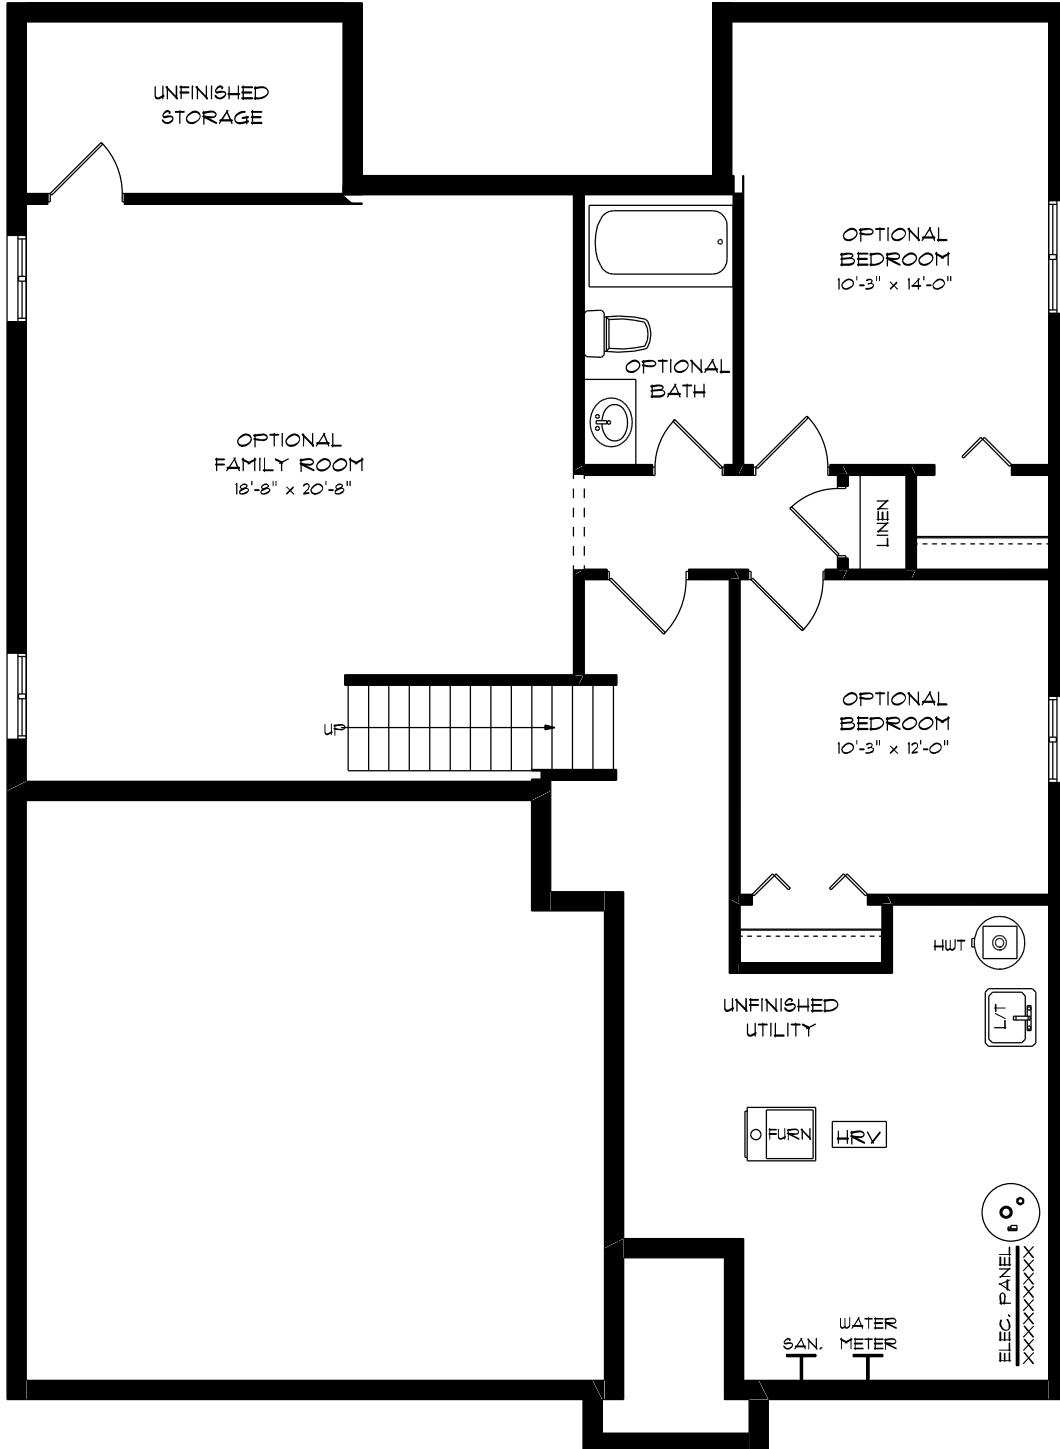 UNFINISHED
STORAGE
OPTIONAL
BEDROOM
10'-3" x 14'-0"
OPTIONAL
BATH
OPTIONAL
FAMILY ROOM
18'-8" x 20'-8"
LINEN
OPTIONAL
BEDROOM
10'-3" x 12'-0"
UP
HWT
UNFINISHED
UTILITY
L/T
FURN
HRV
ELEC. PANEL
XXXXXXXXXX
WATER
METER
SAN.